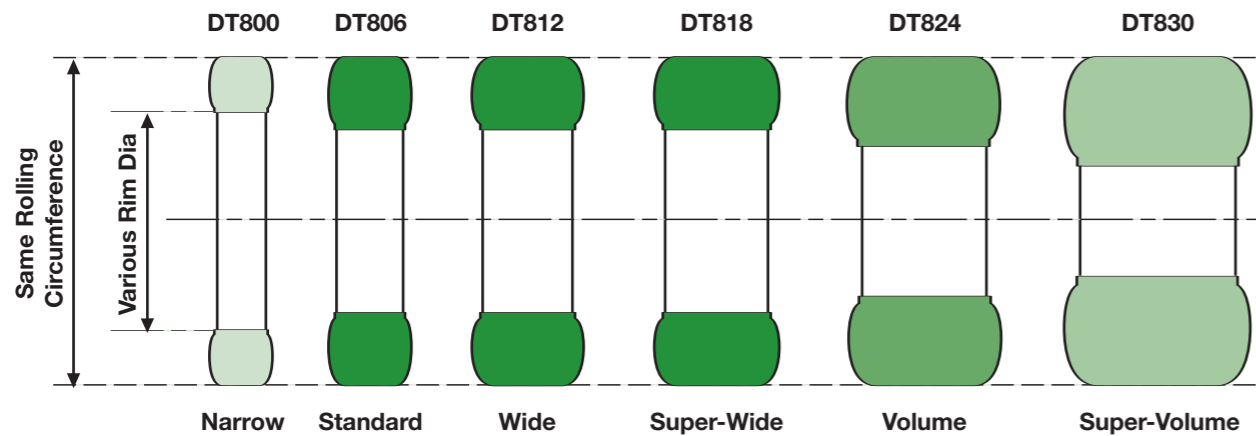 DT800 DT806 DT812 DT818 DT824 DT830
Same Rolling
Circumference
Various Rim Dia
Narrow Standard Wide Super-Wide Volume Super-Volume